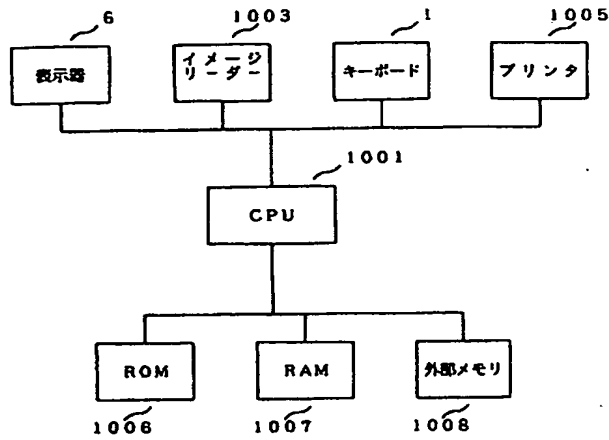 6
1003
1
1005
表示器
イメージ
リーダー
キーボード
プリンタ
1001
CPU
ROM
RAM
外部メモリ
1006
1007
1008